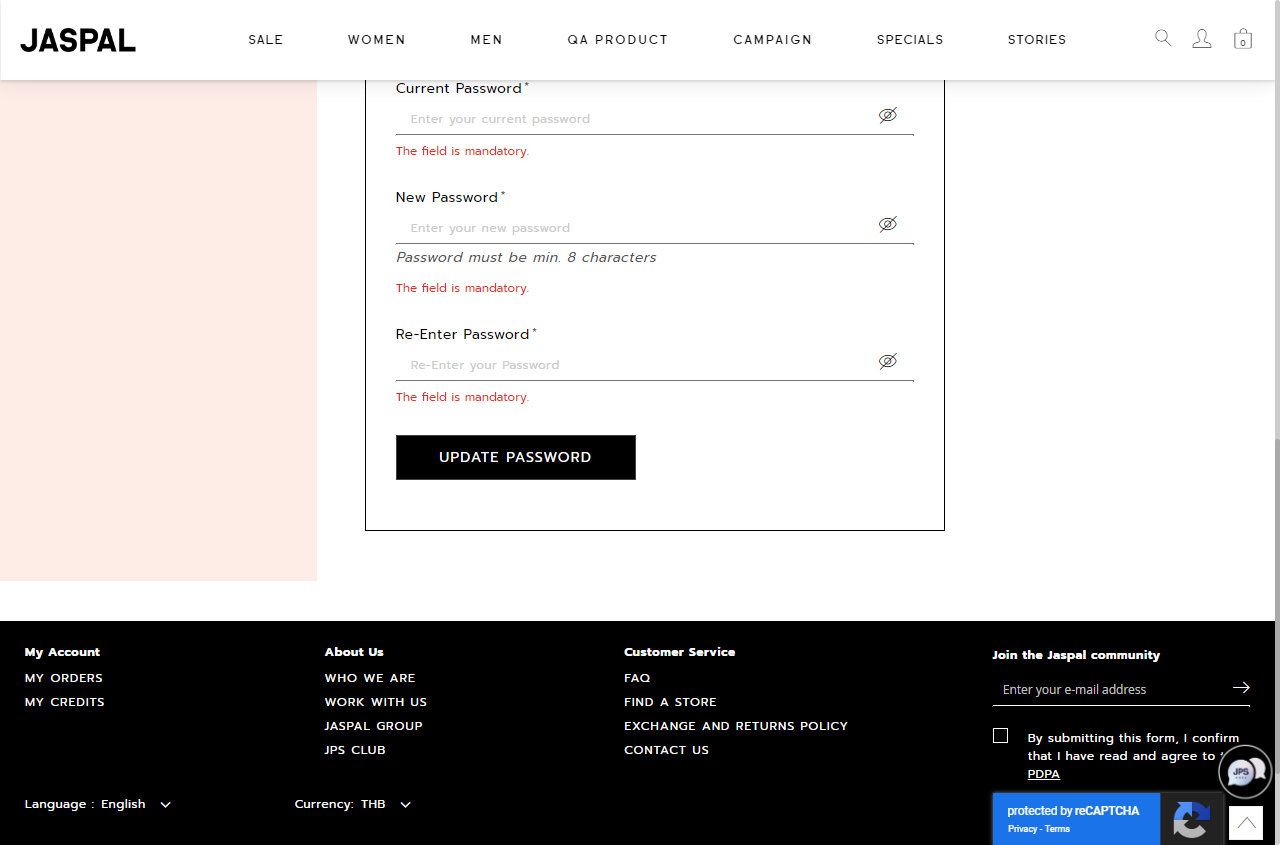 JASPAL
SALE
WOMEN
MEN
QA PRODUCT
CAMPAIGN
SPECIALS
STORIES
0
Current Password*
Enter your current password
The field is mandatory.
New Password*
Enter your new password
Password must be min. 8 characters
The field is mandatory.
Re-Enter Password*
Re-Enter your Password
The field is mandatory.
UPDATE PASSWORD
My Account
MY ORDERS
MY CREDITS
About Us
WHO WE ARE
WORK WITH US
JASPAL GROUP
JPS CLUB
Customer Service
FAQ
FIND A STORE
EXCHANGE AND RETURNS POLICY
CONTACT US
Join the Jaspal community
Enter your e-mail address
By submitting this form, I confirm
that I have read and agree to
PDPA
JPS
Language : English
Currency: THB
protected by reCAPTCHA
Privacy - Terms